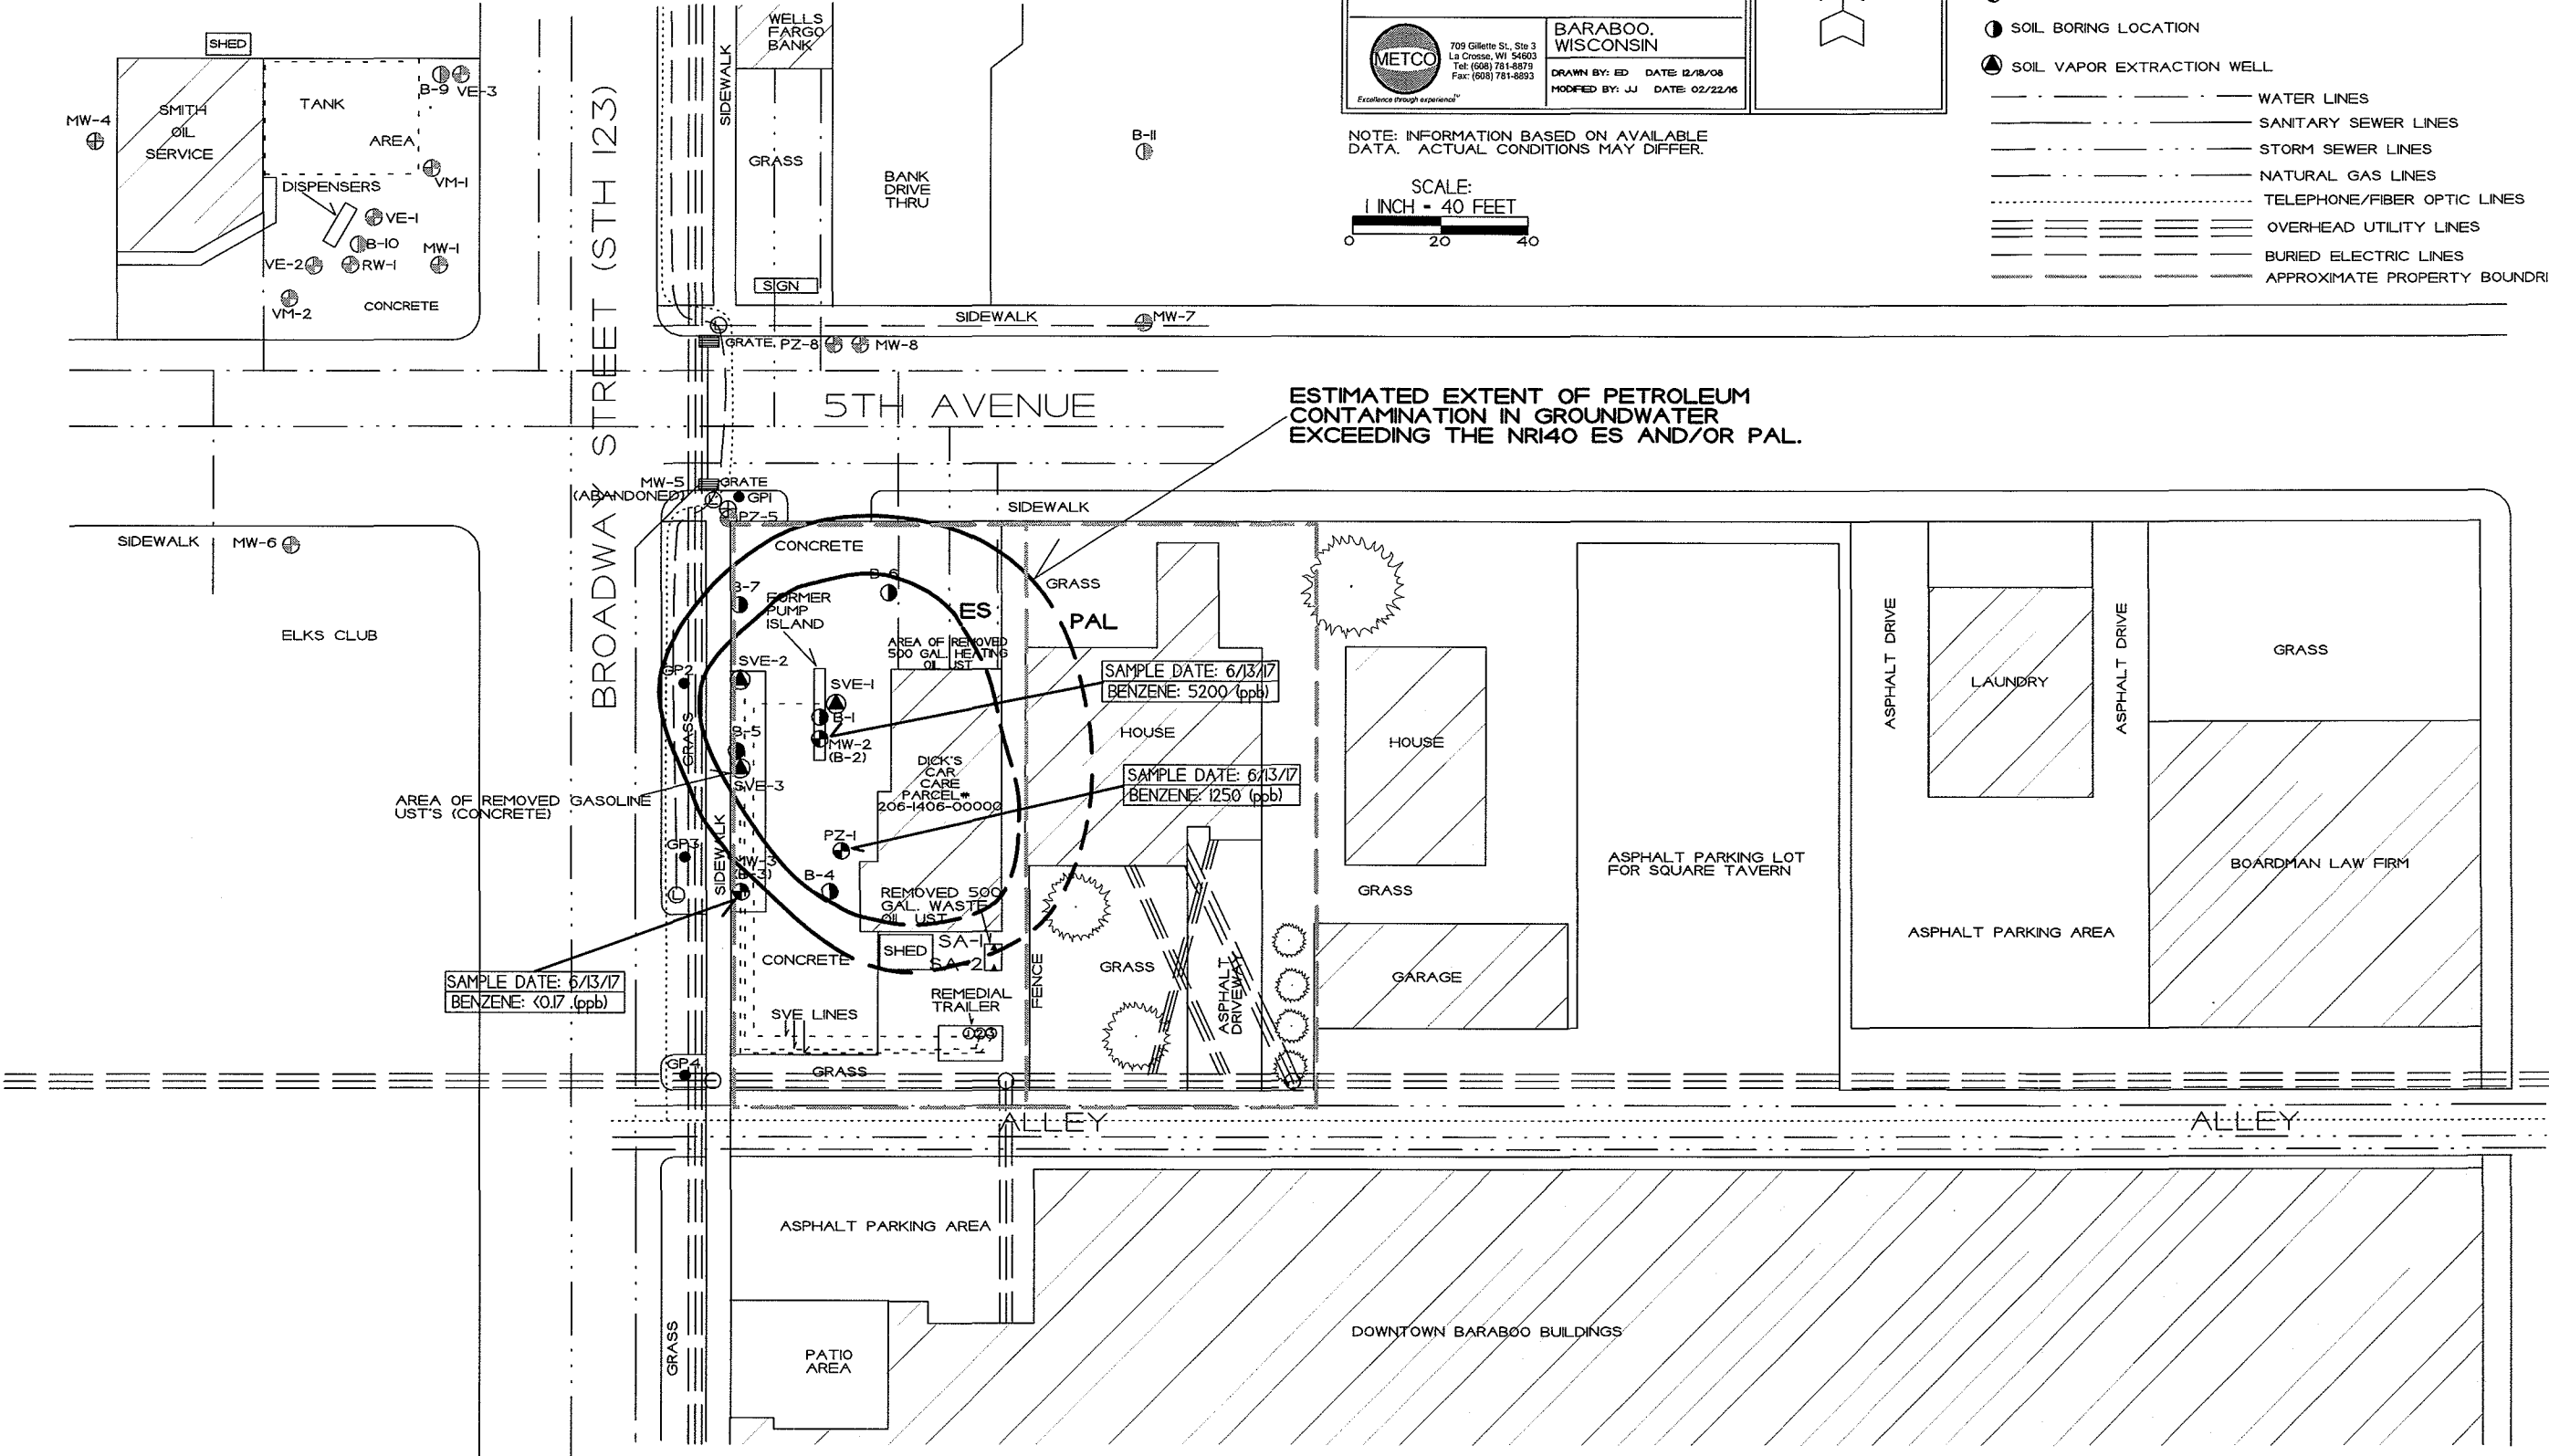 SHED
SMITH
OIL
SERVICE
TANK
AREA
B-9 VE-3
MW-4
VM-1
DISPENSERS
VE-1
B-10
MW-1
VE-2
RW-1
VM-2
CONCRETE
BROADWAY STREET (STH 123)
SIDEWALK
WELLS
FARGO
BANK
GRASS
BANK
DRIVE
THRU
SIGN
B-11
SIDEWALK
MW-7
GRATE
PZ-8
MW-8
5TH AVENUE
METCO
Excellence through experience™
709 Gillette St., Ste 3
La Crosse, WI 54603
Tel: (608) 781-8879
Fax: (608) 781-8893
BARABOO,
WISCONSIN
DRAWN BY: ED DATE: 12/18/08
MODIFIED BY: JJ DATE: 02/22/16
NOTE: INFORMATION BASED ON AVAILABLE
DATA. ACTUAL CONDITIONS MAY DIFFER.
SCALE:
1 INCH = 40 FEET
0 20 40
SOIL BORING LOCATION
SOIL VAPOR EXTRACTION WELL
WATER LINES
SANITARY SEWER LINES
STORM SEWER LINES
NATURAL GAS LINES
TELEPHONE/FIBER OPTIC LINES
OVERHEAD UTILITY LINES
BURIED ELECTRIC LINES
APPROXIMATE PROPERTY BOUNDRI
ESTIMATED EXTENT OF PETROLEUM
CONTAMINATION IN GROUNDWATER
EXCEEDING THE NR140 ES AND/OR PAL.
MW-5
(ABANDONED)
GRATE
GP1
PZ-5
SIDEWALK
SIDEWALK
MW-6
ELKS CLUB
CONCRETE
B-7
B-6
FORMER
PUMP
ISLAND
ES
PAL
GRASS
AREA OF REMOVED
500 GAL. HEATING
OIL UST
GP2
SVE-2
SVE-1
B-1
MW-2
(B-2)
GRASS
B-5
SVE-3
SAMPLE DATE: 6/13/17
BENZENE: 5200 (ppb)
HOUSE
HOUSE
DICK'S
CAR
CARE
PARCEL#
206-1406-00000
SAMPLE DATE: 6/13/17
BENZENE: 1250 (ppb)
AREA OF REMOVED GASOLINE
UST'S (CONCRETE)
PZ-1
GP3
SIDEWALK
MW-3
(B-3)
B-4
REMOVED 500
GAL. WASTE
OIL UST
SHED
SA-1
SA-2
CONCRETE
SAMPLE DATE: 6/13/17
BENZENE: <0.17 (ppb)
REMEDIAL
TRAILER
SVE LINES
FENCE
GRASS
ASPHALT
DRIVEWAY
GRASS
GARAGE
ASPHALT PARKING LOT
FOR SQUARE TAVERN
ASPHALT DRIVE
LAUNDRY
ASPHALT DRIVE
GRASS
BOARDMAN LAW FIRM
ASPHALT PARKING AREA
GP4
GRASS
ALLEY
ALLEY
ASPHALT PARKING AREA
GRASS
PATIO
AREA
DOWNTOWN BARABOO BUILDINGS